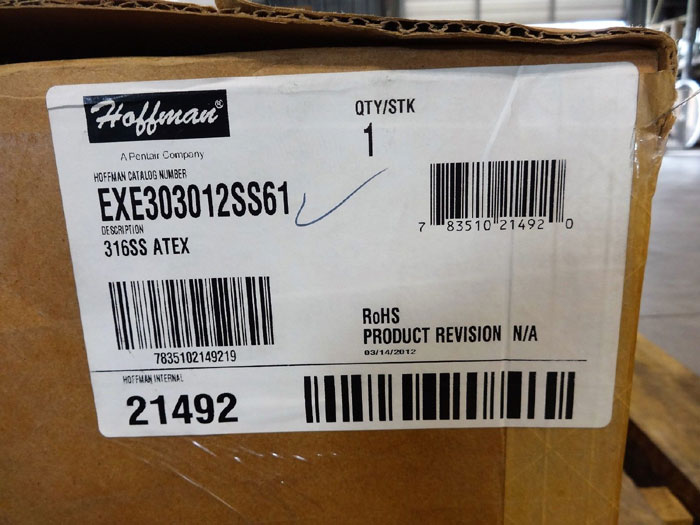 Hoffman®
A Pentair Company
QTY/STK
1
HOFFMAN CATALOG NUMBER
EXE303012SS61
DESCRIPTION
316SS ATEX
7 83510 21492 0
7835102149219
RoHS
PRODUCT REVISION N/A
03/14/2012
HOFFMAN INTERNAL
21492